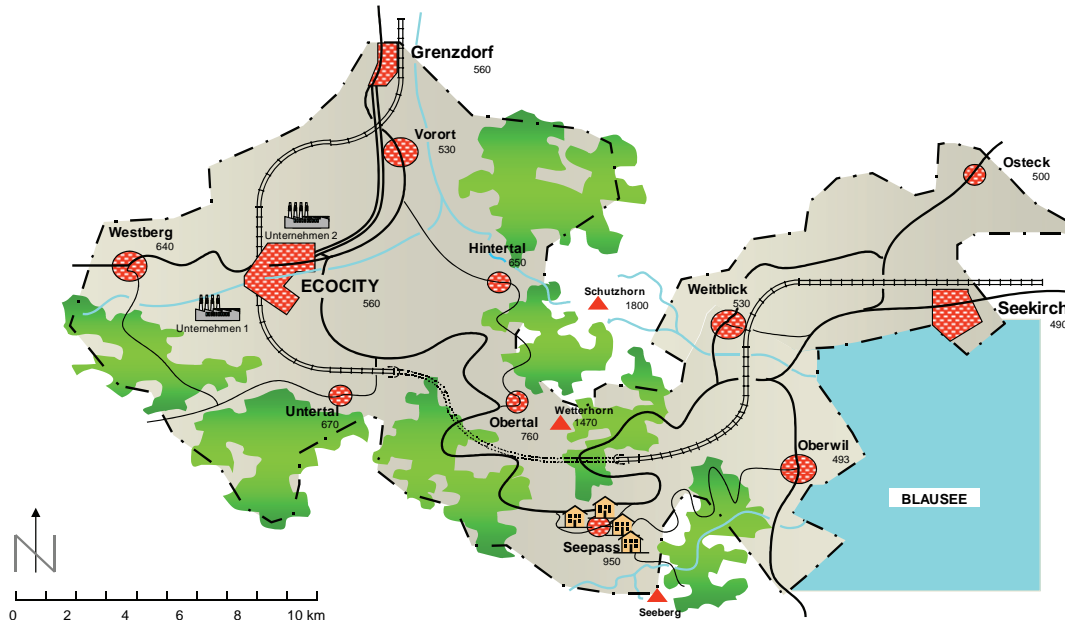 Grenzdorf
560
Vorort
530
Osteck
500
Unternehmen 2
Westberg
640
Hintertal
650
ECOCITY
560
Schutzhorn
1800
Weitblick
530
Seekirch
490
Unternehmen 1
Untertal
670
Obertal
760
Wetterhorn
1470
Oberwil
493
BLAUSEE
Seepass
950
N
Seeberg
0 2 4 6 8 10 km